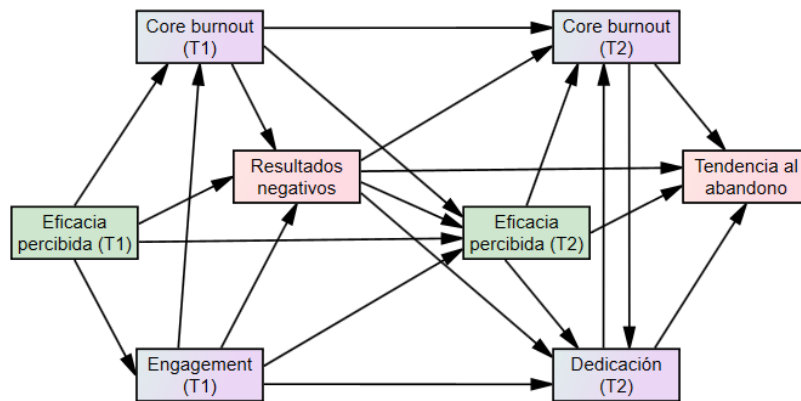 Core burnout
(T1)
Core burnout
(T2)
Resultados
negativos
Tendencia al
abandono
Eficacia
percibida (T1)
Eficacia
percibida (T2)
Engagement
(T1)
Dedicación
(T2)